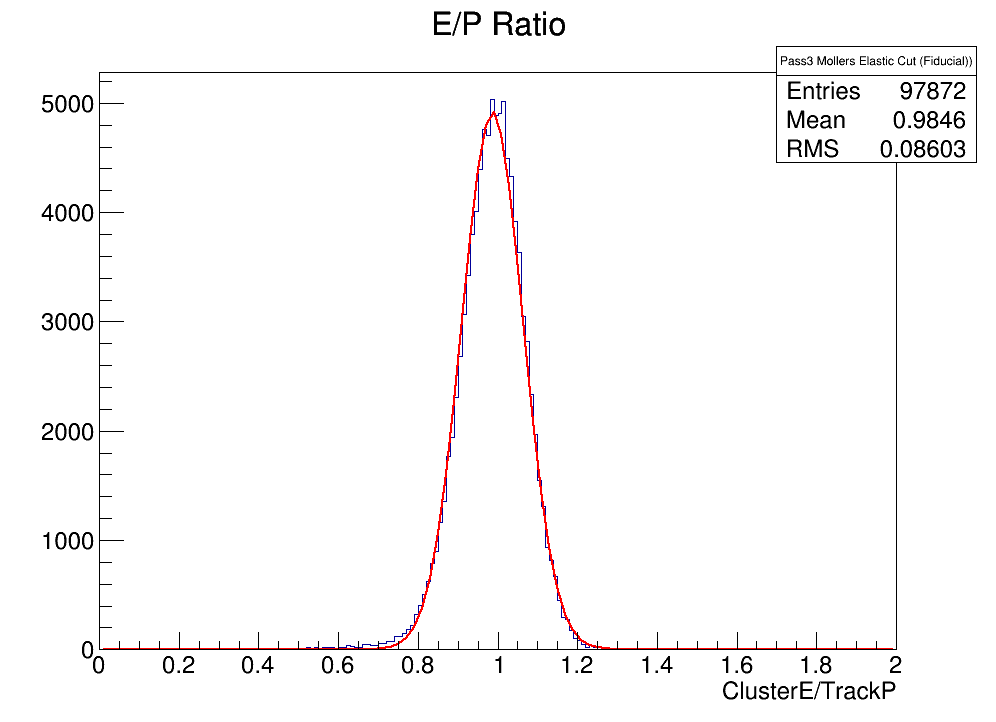 E/P Ratio
Pass3 Mollers Elastic Cut (Fiducial))
Entries 97872
Mean 0.9846
RMS 0.08603
5000
4000
3000
2000
1000
0
0 0.2 0.4 0.6 0.8 1 1.2 1.4 1.6 1.8 2
ClusterE/TrackP